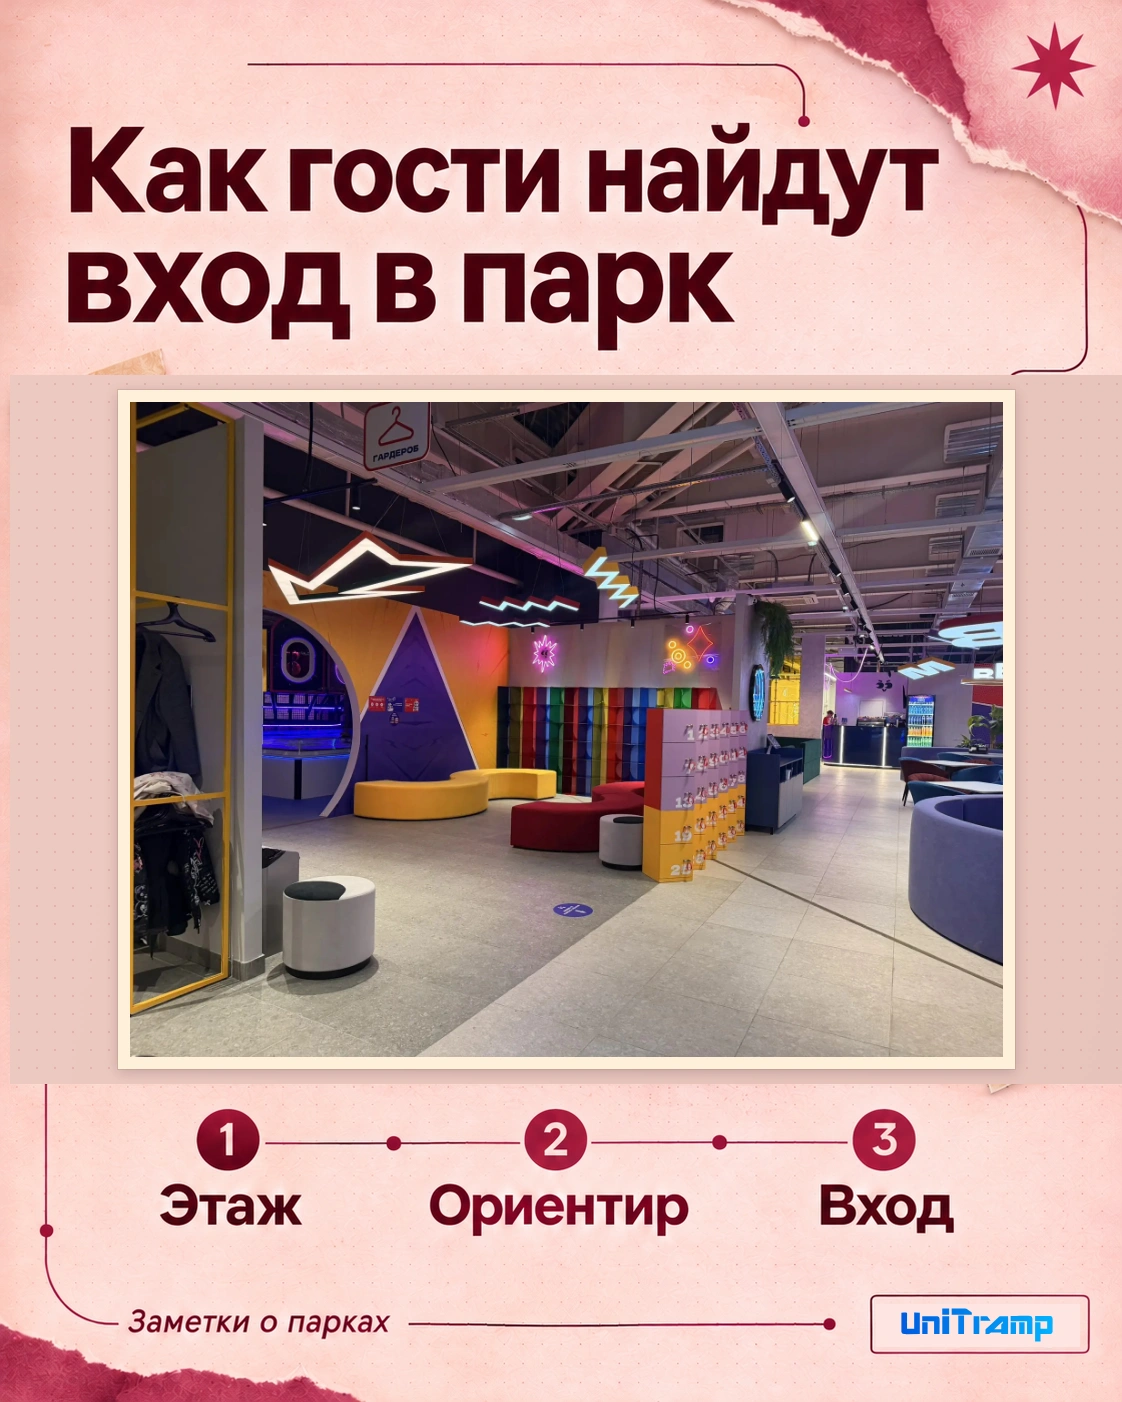 Как гости найдут
вход в парк
ГАРДЕРОБ
1 2 3
Этаж Ориентир Вход
Заметки о парках
UniTramp